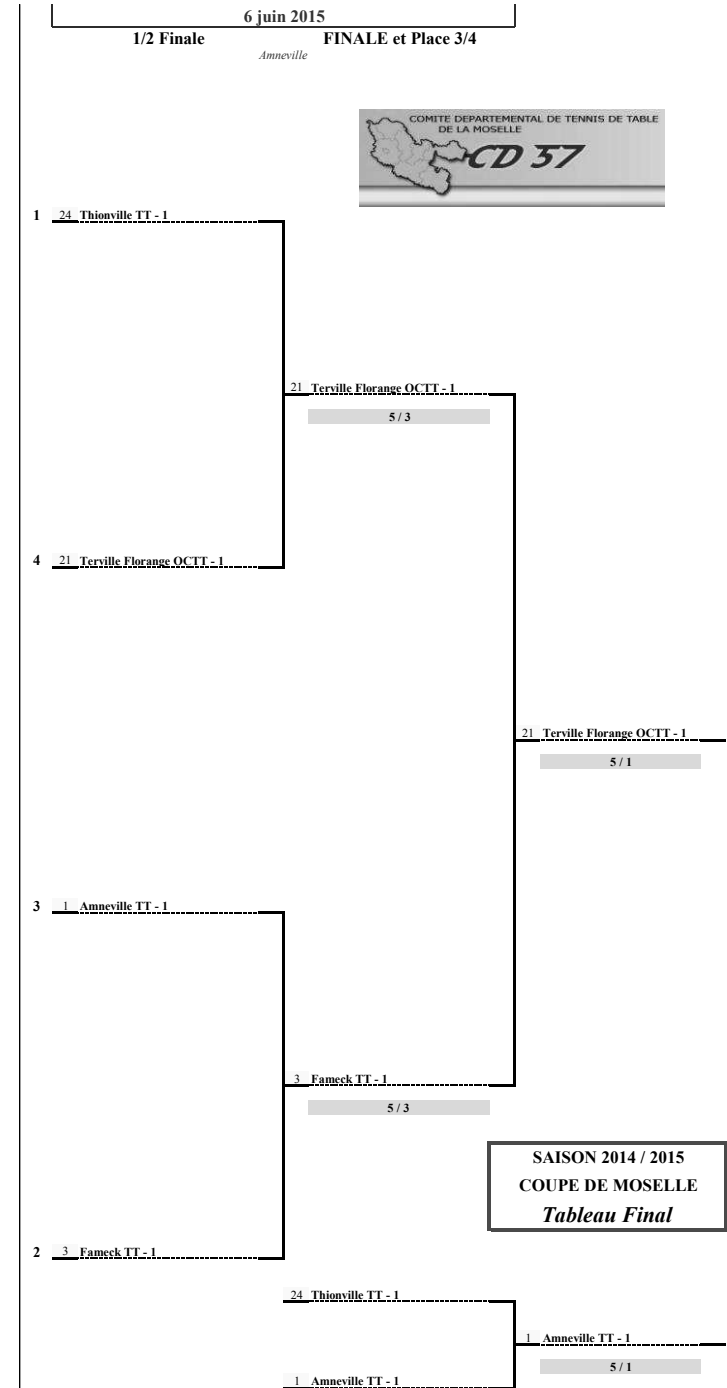 6 juin 2015
1/2 Finale FINALE et Place 3/4
Amneville
COMITE DEPARTEMENTAL DE TENNIS DE TABLE
DE LA MOSELLE
CD 57
1 24 Thionville TT - 1
21 Terville Florange OCTT - 1
5 / 3
4 21 Terville Florange OCTT - 1
21 Terville Florange OCTT - 1
5 / 1
3 1 Amneville TT - 1
3 Fameck TT - 1
5 / 3
SAISON 2014 / 2015
COUPE DE MOSELLE
Tableau Final
2 3 Fameck TT - 1
24 Thionville TT - 1
1 Amneville TT - 1
5 / 1
1 Amneville TT - 1